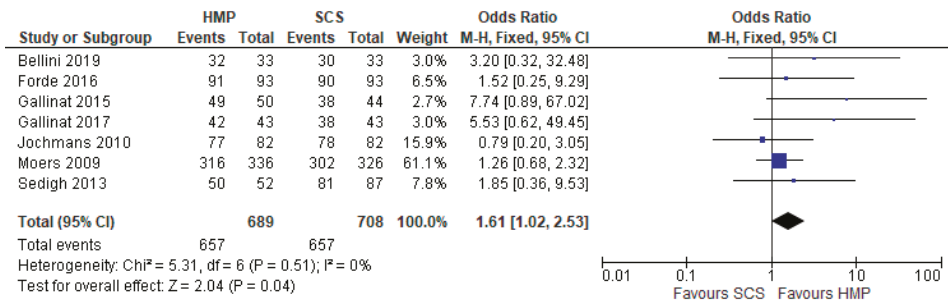 HMP SCS Odds Ratio Odds Ratio
Study or Subgroup Events Total Events Total Weight M-H, Fixed, 95% CI M-H, Fixed, 95% CI
Bellini 2019 32 33 30 33 3.0% 3.20 [0.32, 32.48]
Forde 2016 91 93 90 93 3.0% 1.52 [0.25, 9.29]
Gallinat 2015 49 50 38 44 2.7% 7.74 [0.89, 67.02]
Gallinat 2017 42 43 38 43 3.0% 5.53 [0.62, 49.45]
Jochmans 2010 77 82 78 82 15.9% 0.79 [0.20, 3.05]
Moers 2009 316 336 302 326 61.1% 1.26 [0.68, 2.32]
Sedigh 2013 50 52 81 87 7.8% 1.85 [0.36, 9.53]
Total (95% CI) 689 708 100.0% 1.61 [1.02, 2.53]
Total events 657 657
Heterogeneity: Chi² = 5.31, df = 6 (P = 0.51); I² = 0%
Test for overall effect: Z = 2.04 (P = 0.04)
0.01 0.1 1 10 100
Favours SCS Favours HMP